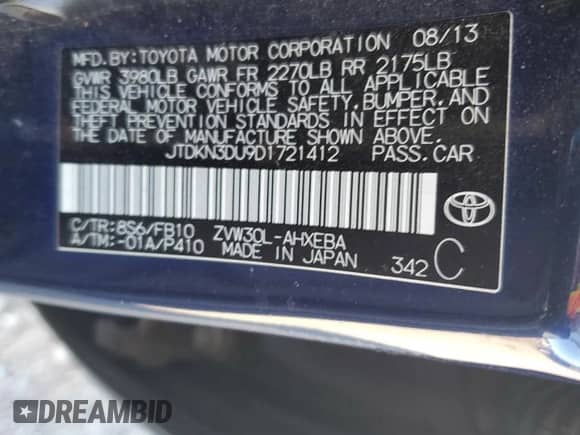 MFD.BY:TOYOTA MOTOR CORPORATION 08/13
GVWR 3980LB GAWR FR 2270LB RR 2175LB
THIS VEHICLE CONFORMS TO ALL APPLICABLE
FEDERAL MOTOR VEHICLE SAFETY, BUMPER, AND
THEFT PREVENTION STANDARDS IN EFFECT ON
THE DATE OF MANUFACTURE SHOWN ABOVE.
JTDKN3DU9D1721412 PASS.CAR
C/TR:8S6/FB10 ZVW30L-AHXEBA
A/TM:-01A/P410 MADE IN JAPAN 342 C
DREAMBID